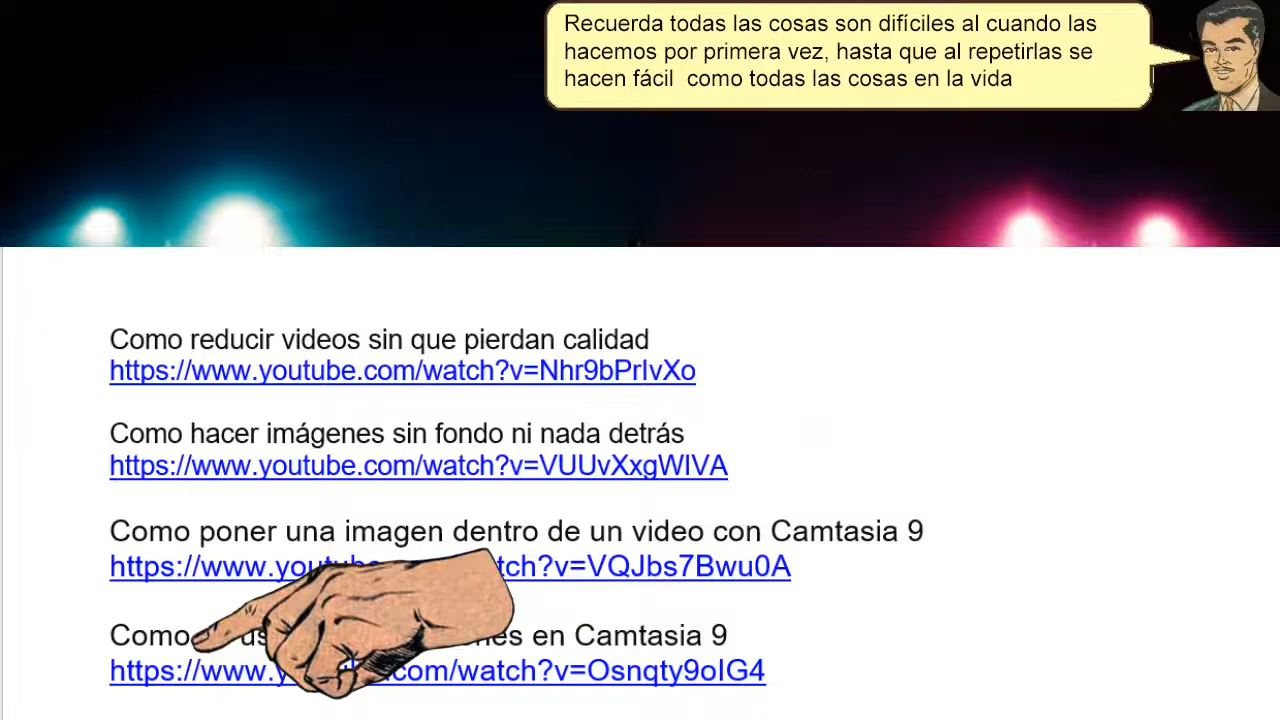 Recuerda todas las cosas son difíciles al cuando las
hacemos por primera vez, hasta que al repetirlas se
hacen fácil como todas las cosas en la vida
Como reducir videos sin que pierdan calidad
https://www.youtube.com/watch?v=Nhr9bPrIvXo
Como hacer imágenes sin fondo ni nada detrás
https://www.youtube.com/watch?v=VUUvXxgWIVA
Como poner una imagen dentro de un video con Camtasia 9
https://www.youtube.com/watch?v=VQJbs7Bwu0A
Como en Camtasia 9
https://www.youtube.com/watch?v=Osnqty9oIG4